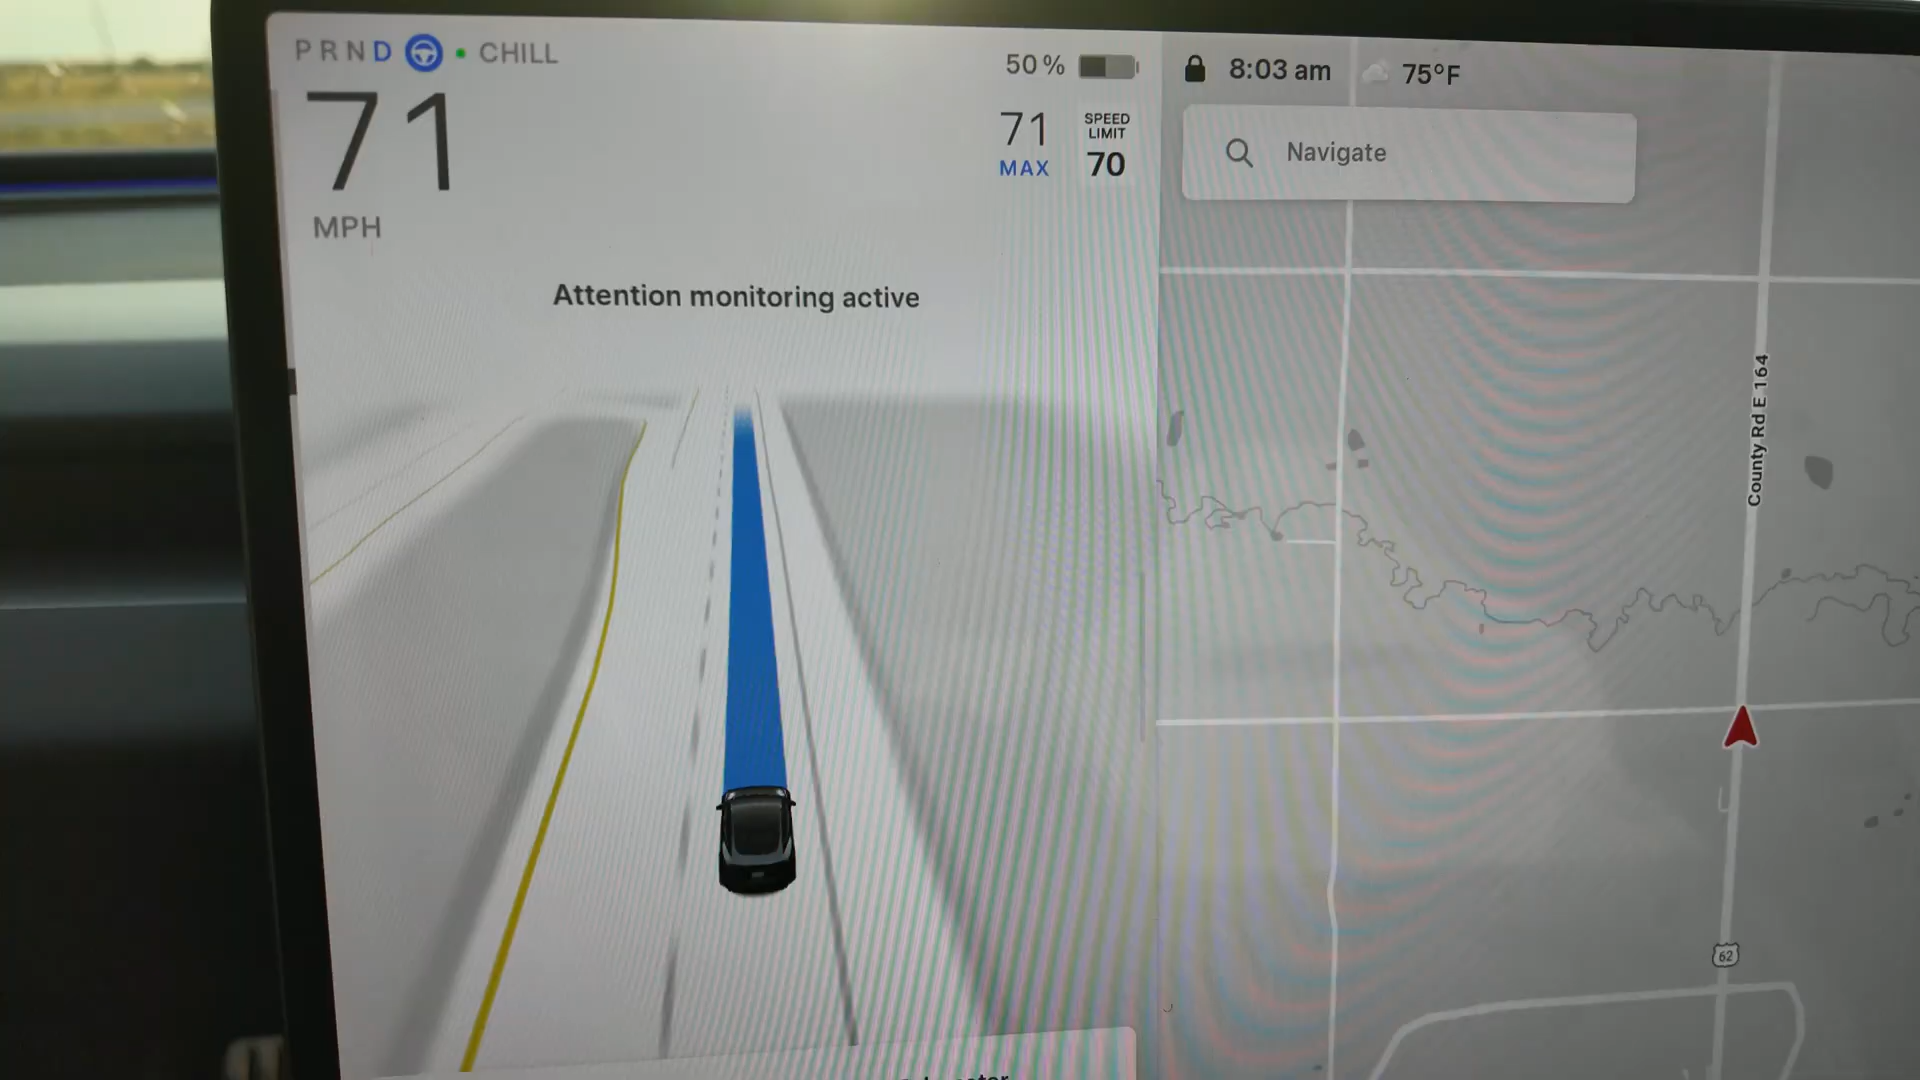 P R N D • CHILL
50 %
8:03 am
75°F
71
MPH
71
MAX
SPEED
LIMIT
70
Navigate
Attention monitoring active
County Rd E 164
62